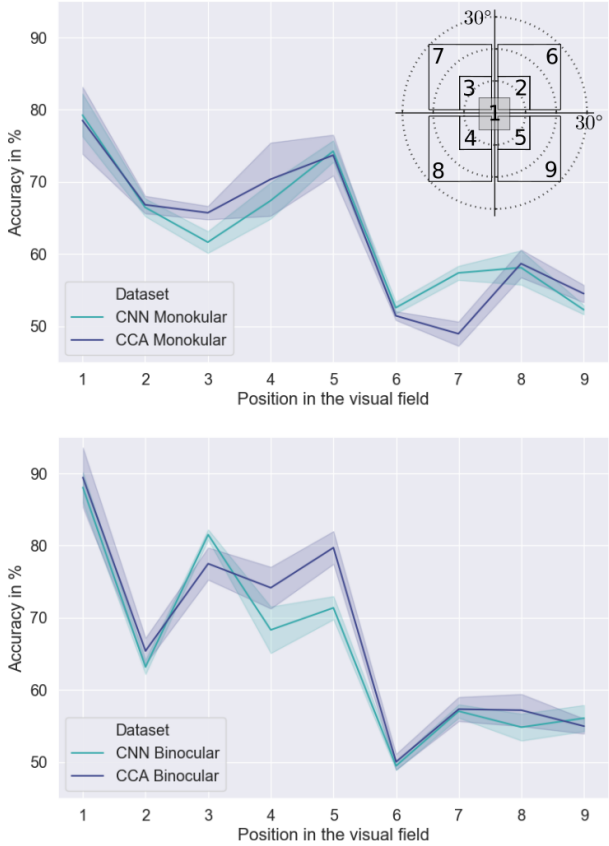 90
80
70
60
50
Accuracy in %
30°
7 6
3 2
1
30°
4 5
8 9
Dataset
CNN Monokular
CCA Monokular
1 2 3 4 5 6 7 8 9
Position in the visual field
90
80
70
60
50
Accuracy in %
Dataset
CNN Binocular
CCA Binocular
1 2 3 4 5 6 7 8 9
Position in the visual field